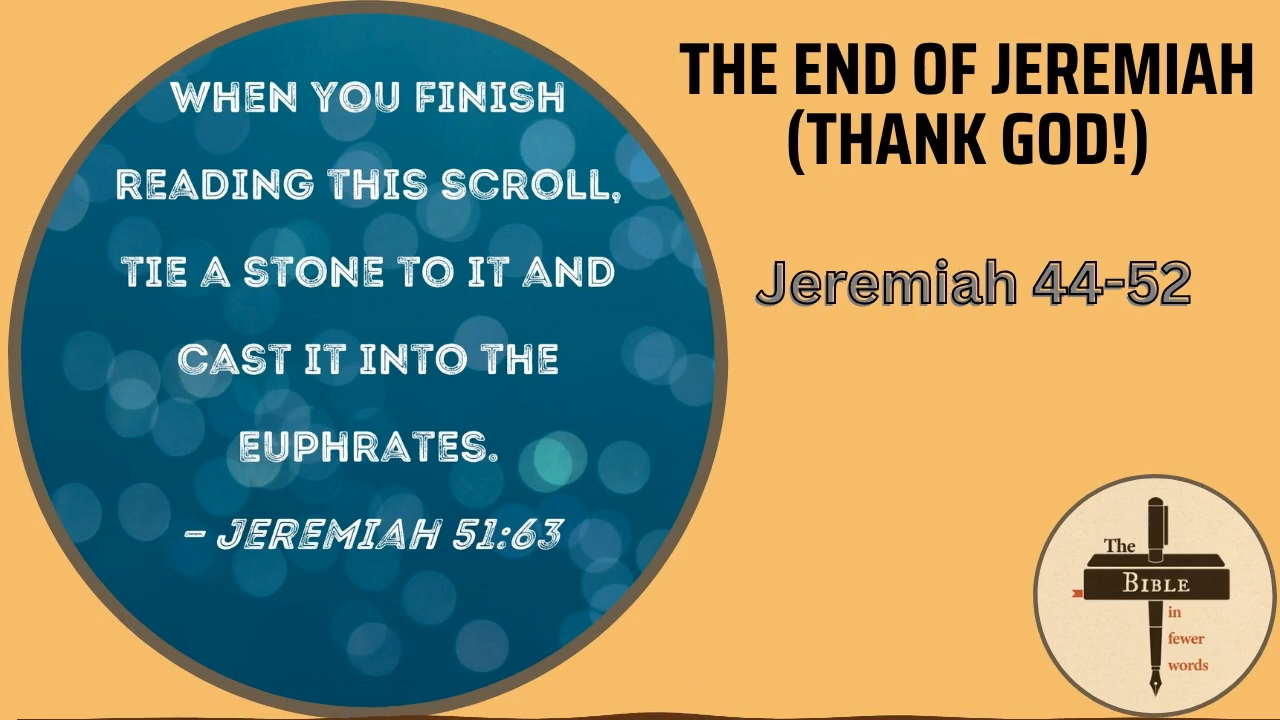 WHEN YOU FINISH
READING THIS SCROLL,
TIE A STONE TO IT AND
CAST IT INTO THE
EUPHRATES.
– JEREMIAH 51:63
THE END OF JEREMIAH
(THANK GOD!)
Jeremiah 44-52
The
BIBLE
in
fewer
words